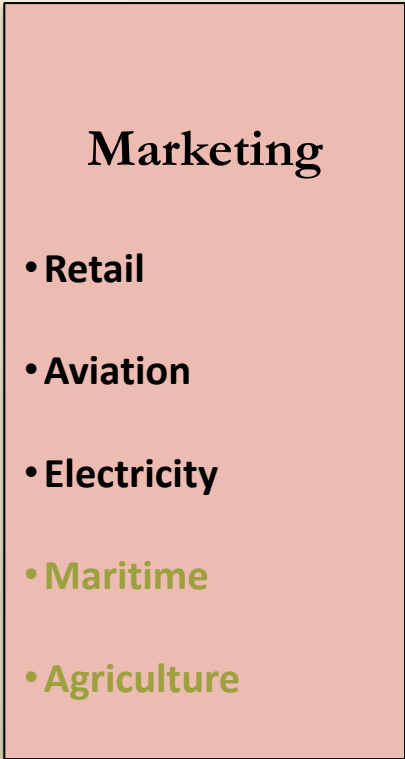 Marketing
• Retail
• Aviation
• Electricity
• Maritime
• Agriculture